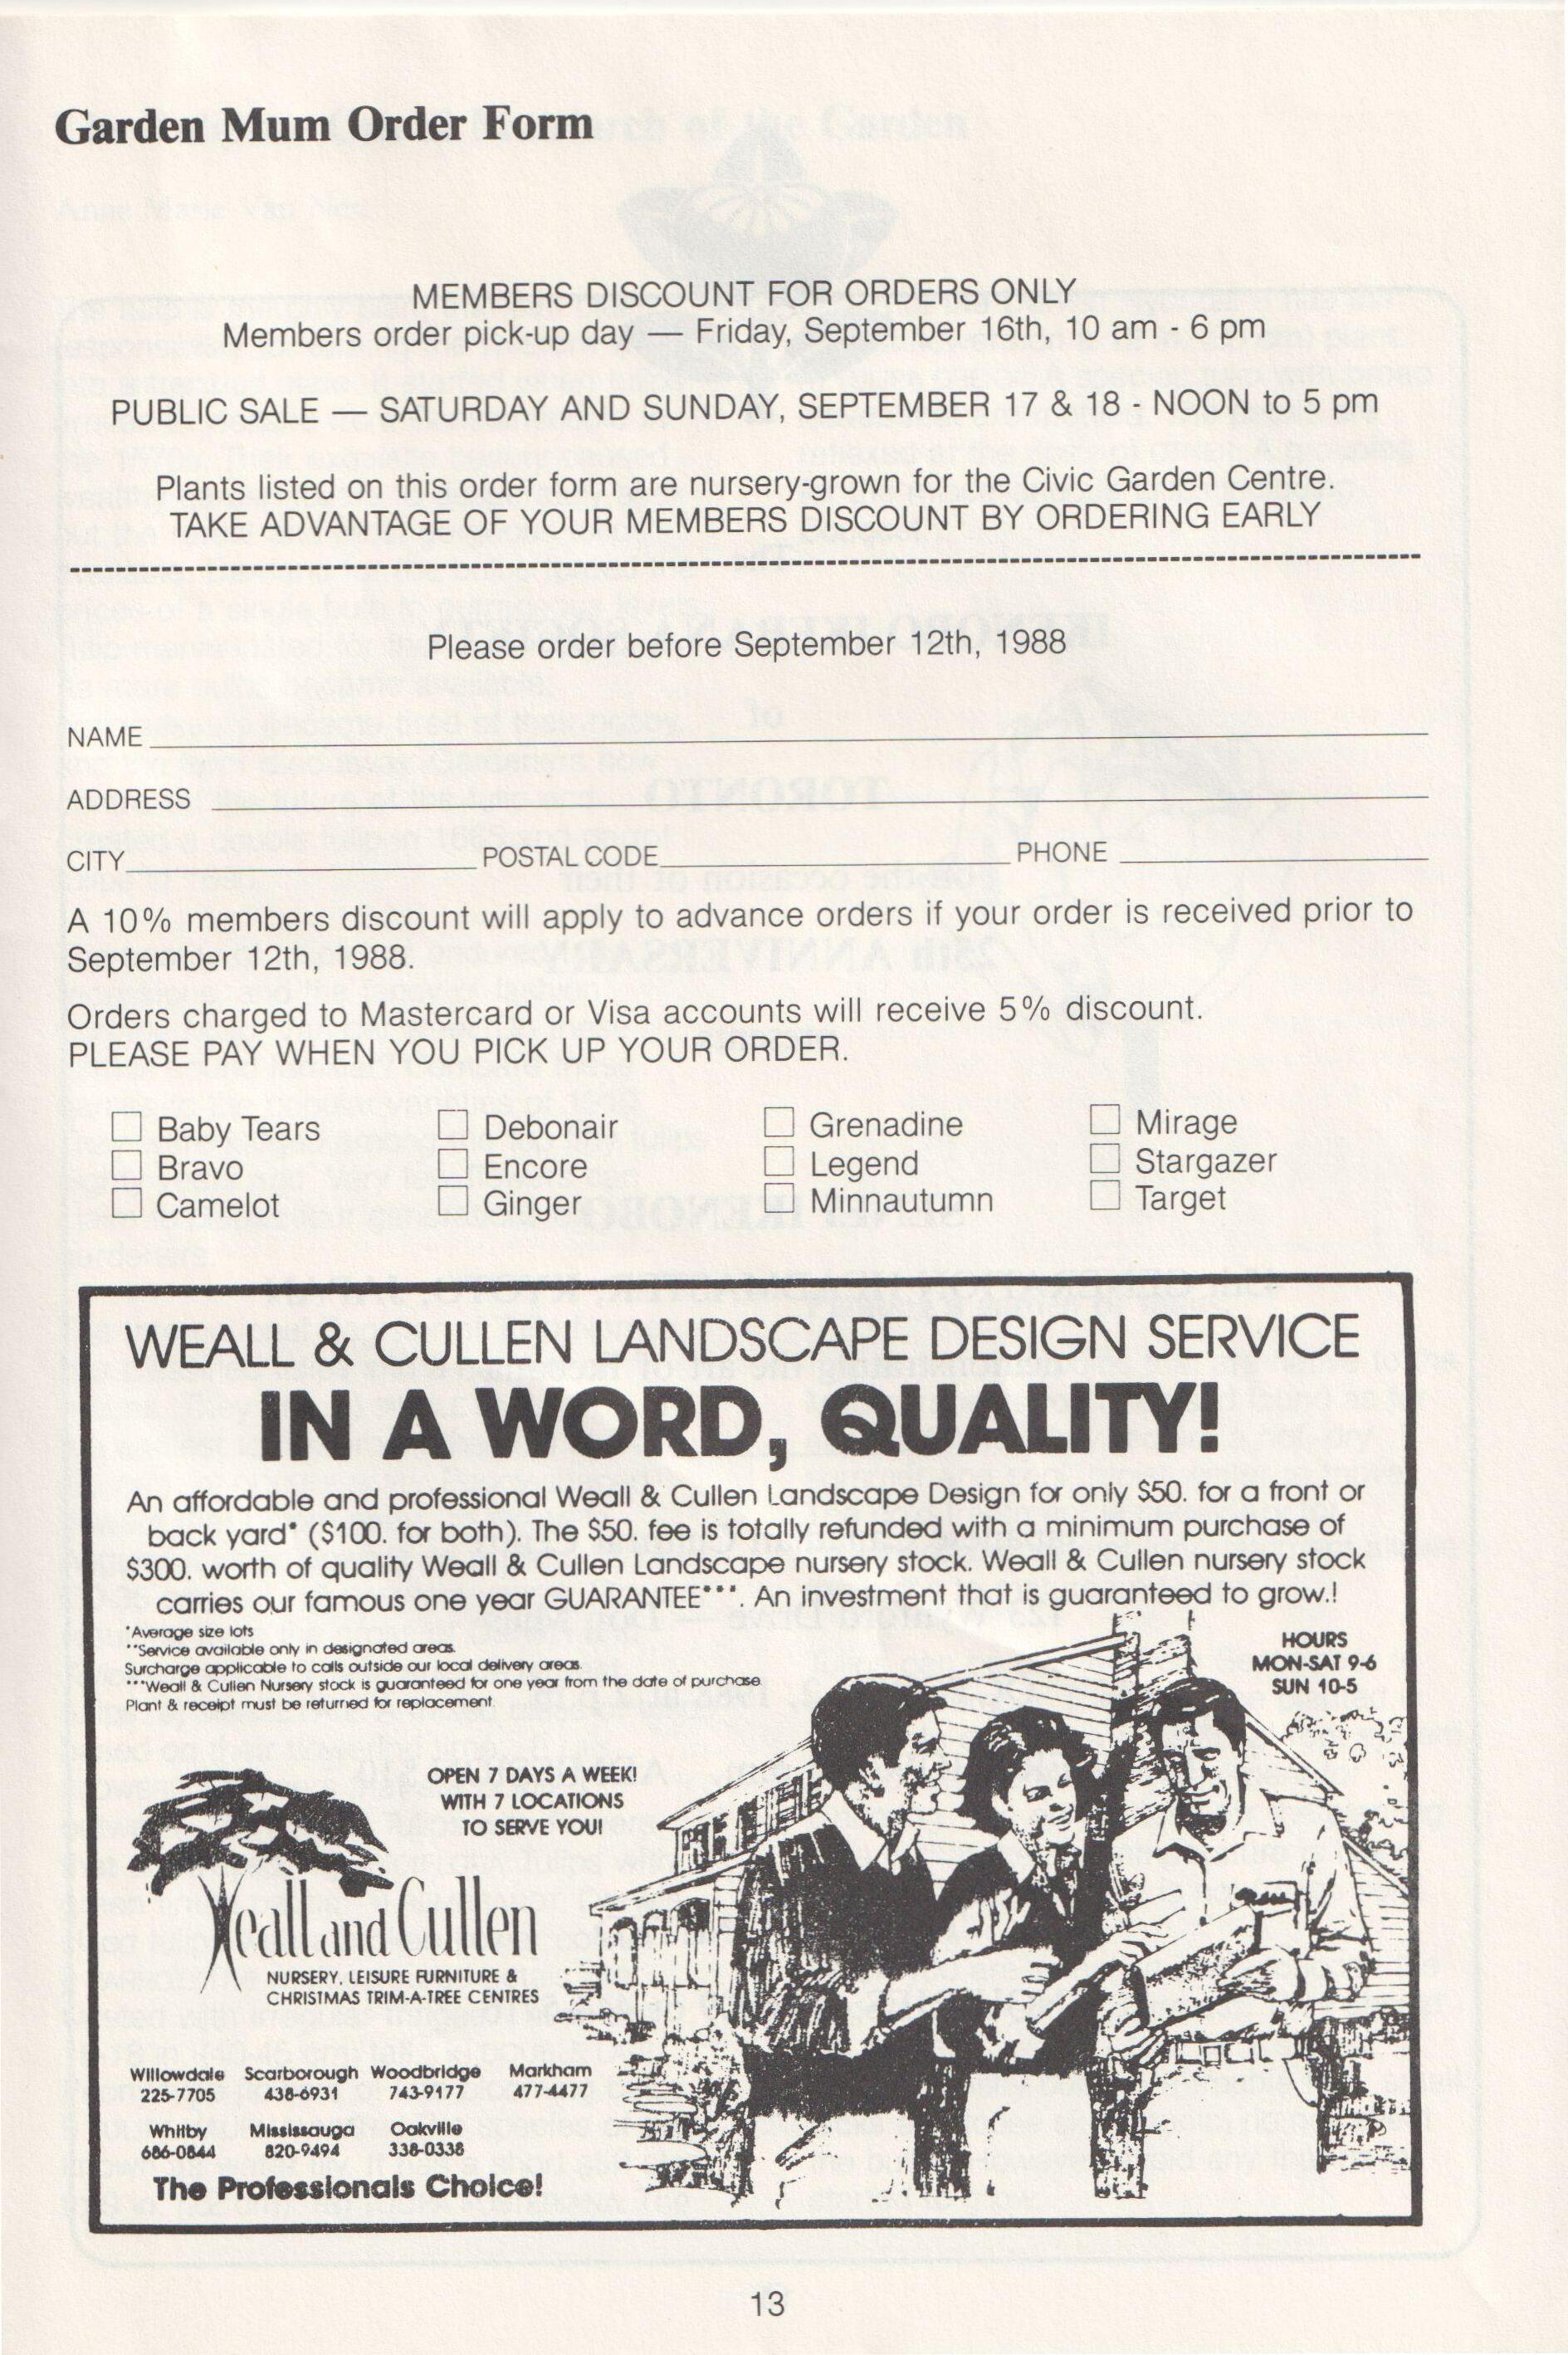 Garden Mum Order Form
MEMBERS DISCOUNT FOR ORDERS ONLY
Members order pick-up day — Friday, September 16th, 10 am - 6 pm
PUBLIC SALE — SATURDAY AND SUNDAY, SEPTEMBER 17 & 18 - NOON to 5 pm
Plants listed on this order form are nursery-grown for the Civic Garden Centre.
TAKE ADVANTAGE OF YOUR MEMBERS DISCOUNT BY ORDERING EARLY
Please order before September 12th, 1988
NAME
ADDRESS
CITY POSTAL CODE PHONE
A 10% members discount will apply to advance orders if your order is received prior to
September 12th, 1988.
Orders charged to Mastercard or Visa accounts will receive 5% discount.
PLEASE PAY WHEN YOU PICK UP YOUR ORDER.
☐ Baby Tears ☐ Debonair ☐ Grenadine ☐ Mirage
☐ Bravo ☐ Encore ☐ Legend ☐ Stargazer
☐ Camelot ☐ Ginger ☐ Minnautumn ☐ Target
WEALL & CULLEN LANDSCAPE DESIGN SERVICE
IN A WORD, QUALITY!
An affordable and professional Weall & Cullen Landscape Design for only $50. for a front or
back yard* ($100. for both). The $50. fee is totally refunded with a minimum purchase of
$300. worth of quality Weall & Cullen Landscape nursery stock. Weall & Cullen nursery stock
carries our famous one year GUARANTEE***. An investment that is guaranteed to grow.!
*Average size lots
**Service available only in designated areas.
Surcharge applicable to calls outside our local delivery areas.
***Weall & Cullen Nursery stock is guaranteed for one year from the date of purchase.
Plant & receipt must be returned for replacement.
HOURS
MON-SAT 9-6
SUN 10-5
OPEN 7 DAYS A WEEK!
WITH 7 LOCATIONS
TO SERVE YOU!
Weall and Cullen
NURSERY, LEISURE FURNITURE &
CHRISTMAS TRIM-A-TREE CENTRES
Willowdale Scarborough Woodbridge Markham
225-7705 438-6931 743-9177 477-4477
Whitby Mississauga Oakville
686-0844 820-9494 338-0338
The Professionals Choice!
13